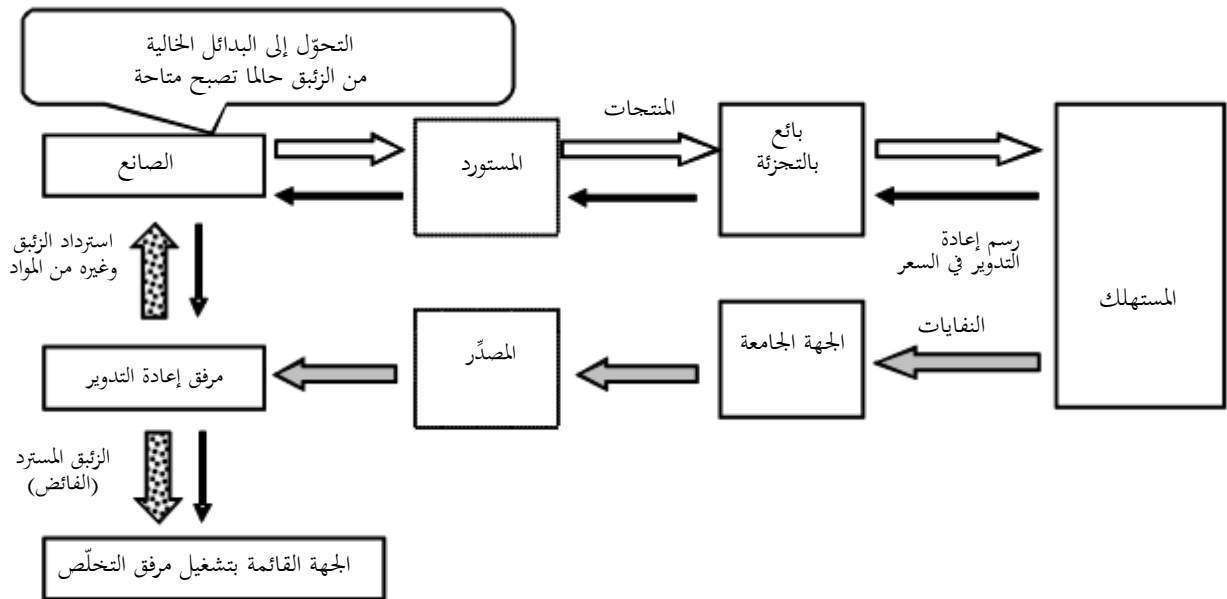 التحوّل إلى البدائل الخالية
من الزئبق حالما تصبح متاحة
الصانع
المستورد
المنتجات
بائع
بالتجزئة
المستهلك
رسم إعادة
التدوير في السعر
استرداد الزئبق
وغيره من المواد
النفايات
الجهة الجامعة
المصدِّر
مرفق إعادة التدوير
الزئبق المسترد
(الفائض)
الجهة القائمة بتشغيل مرفق التخلّص